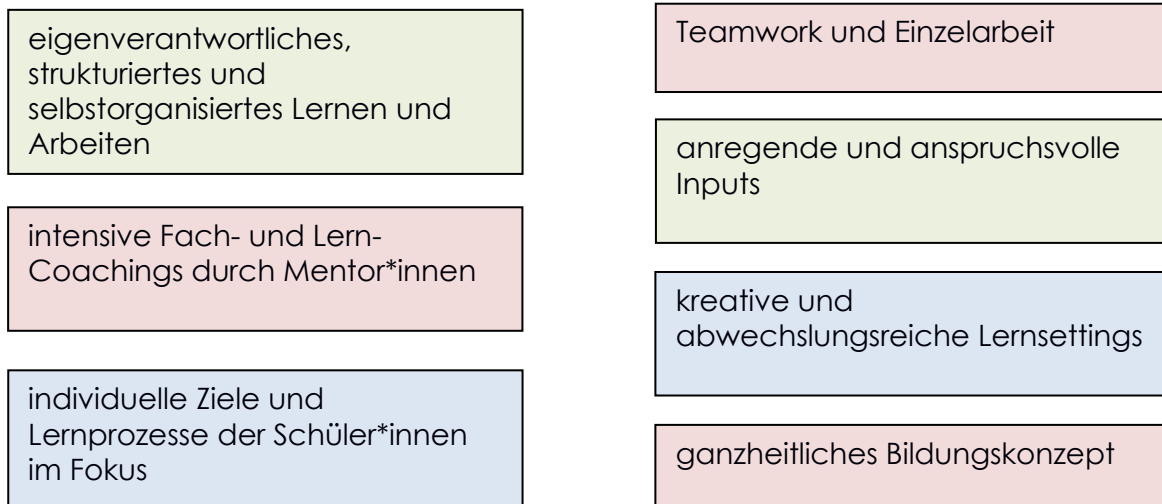 eigenverantwortliches,
strukturiertes und
selbstorganisiertes Lernen und
Arbeiten
intensive Fach- und Lern-
Coachings durch Mentor*innen
individuelle Ziele und
Lernprozesse der Schüler*innen
im Fokus
Teamwork und Einzelarbeit
anregende und anspruchsvolle
Inputs
kreative und
abwechslungsreiche Lernsettings
ganzheitliches Bildungskonzept